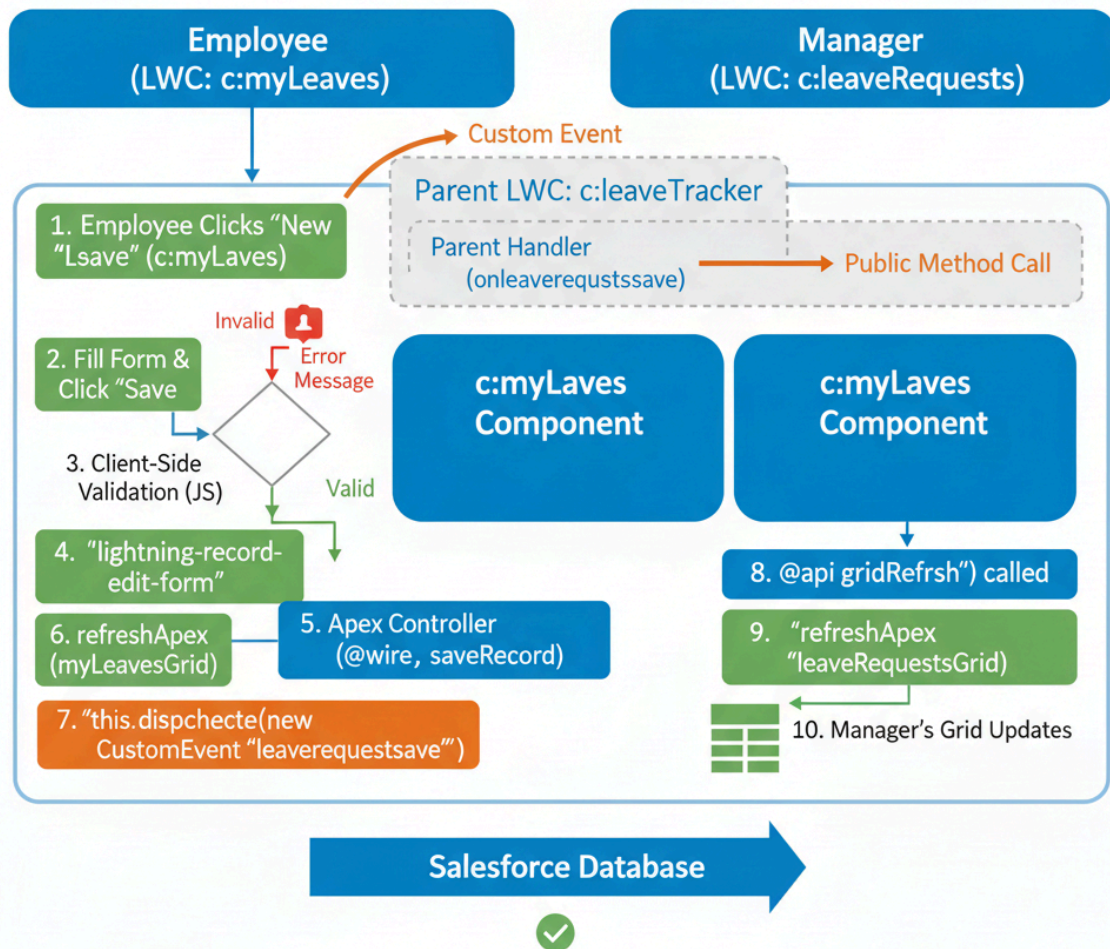 Employee
(LWC: c:myLeaves)
Manager
(LWC: c:leaveRequests)
Custom Event
Parent LWC: c:leaveTracker
Parent Handler
(onleaverequstssave)
Public Method Call
1. Employee Clicks “New
“Lsave” (c:myLaves)
Invalid
Error
Message
2. Fill Form &
Click “Save
3. Client-Side
Validation (JS)
Valid
c:myLaves
Component
c:myLaves
Component
4. “lightning-record-
edit-form”
5. Apex Controller
(@wire, saveRecord)
6. refreshApex
(myLeavesGrid)
7. “this.dispchecte(new
CustomEvent “leaverequestsave”’)
8. @api gridRefrsh”) called
9. “refreshApex
“leaveRequestsGrid)
10. Manager’s Grid Updates
Salesforce Database